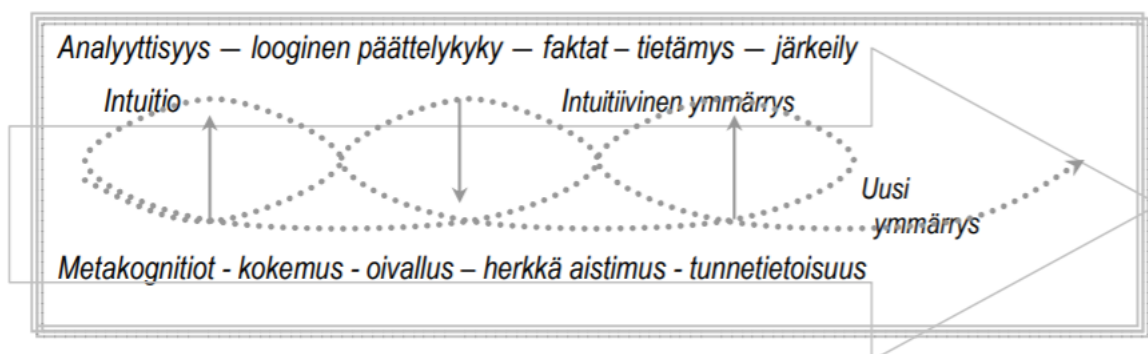 Analyyttisyys — looginen päättelykyky — faktat – tietämys — järkeily
Intuitio
Intuitiivinen ymmärrys
Uusi
ymmärrys
Metakognitiot - kokemus - oivallus – herkkä aistimus - tunnetietoisuus